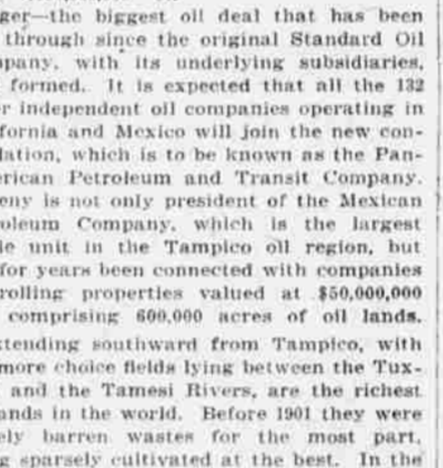 ger—the biggest oil deal that has been
through since the original Standard Oil
pany, with its underlying subsidiaries,
formed. It is expected that all the 132
r independent oil companies operating in
fornia and Mexico will join the new con-
lation, which is to be known as the Pan-
erican Petroleum and Transit Company.
eny is not only president of the Mexican
oleum Company, which is the largest
le unit in the Tampico oil region, but
for years been connected with companies
rolling properties valued at $50,000,000
comprising 600,000 acres of oil lands.
xtending southward from Tampico, with
more choice fields lying between the Tux-
and the Tamesi Rivers, are the richest
ands in the world. Before 1901 they were
ely barren wastes for the most part,
g sparsely cultivated at the best. In the